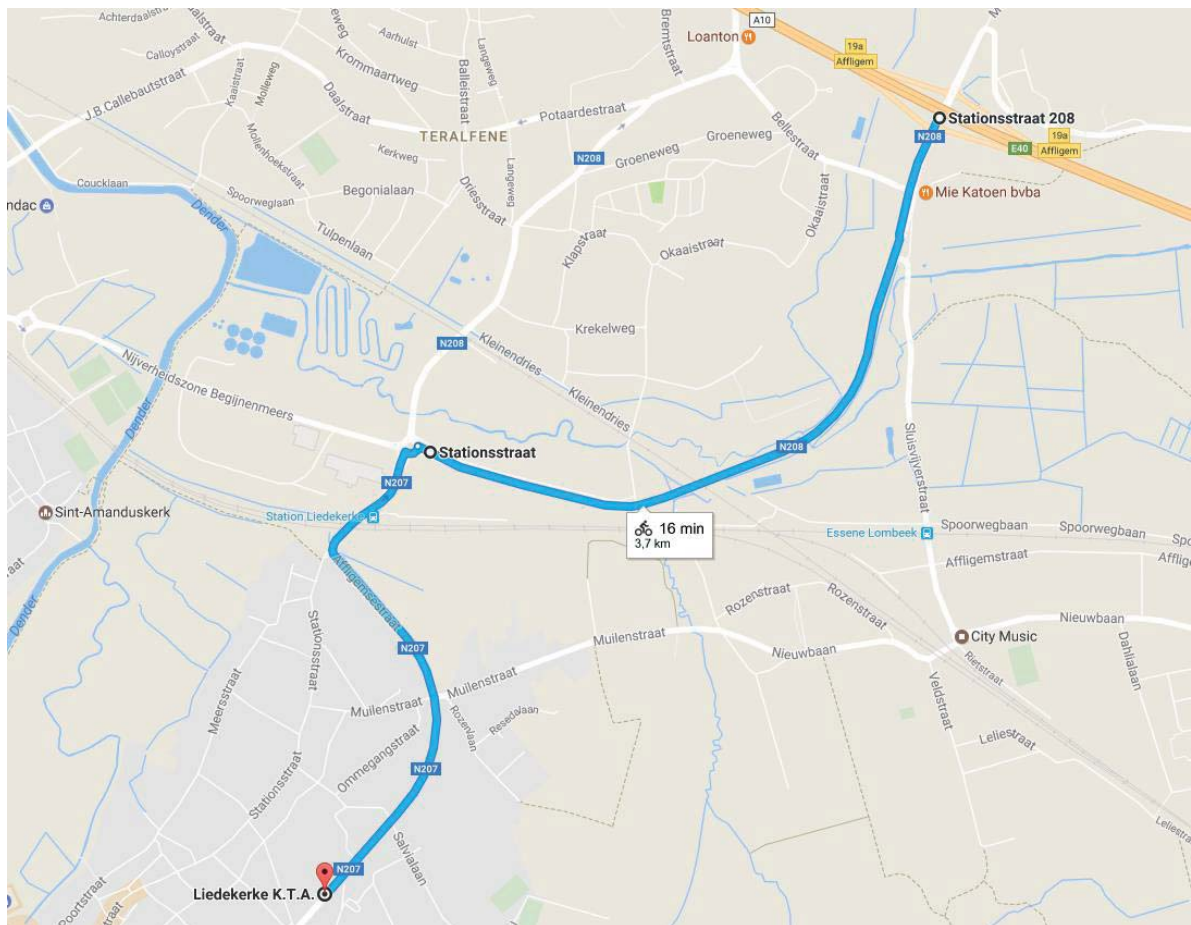 A10
Achterdaalstraat
Calloystraat
Kaaistraat
Molleweg
Krommaartweg
Aarhulst
Balleistraat
Langeweg
Bremtstraat
Loanton
19a
Affligem
J.B. Callebautstraat
Daalstraat
Potaardestraat
TERALFENE
Mollenhoekstraat
Kerkweg
Langeweg
N208
Groeneweg
Groeneweg
Bellestraat
Stationsstraat 208
N208
E40
19a
Affligem
Coucklaan
Spoorweglaan
Begonialaan
Driesstraat
Mie Katoen bvba
ndac
Dender
Tulpenlaan
Klapstraat
Okaaistraat
Okaaistraat
Krekelweg
N208
Kleinendries
Kleinendries
Nijverheidszone Begijnenmeers
Dender
Stationsstraat
N208
Sluisvijverstraat
N207
Sint-Amanduskerk
Station Liedekerke
16 min
3,7 km
Essene Lombeek
Spoorwegbaan
Spoorwegbaan
Affligemstraat
Affligemsestraat
Rozenstraat
Rozenstraat
Dender
Stationsstraat
N207
Muilenstraat
Nieuwbaan
City Music
Nieuwbaan
Dahlialaan
Rietstraat
Meersstraat
Muilenstraat
Muilenstraat
Rozenlaan
Resedalaan
Veldstraat
Leliestraat
Ommegangstraat
Stationsstraat
N207
Leliestraat
Salvialaan
N207
Liedekerke K.T.A.
Poortstraat